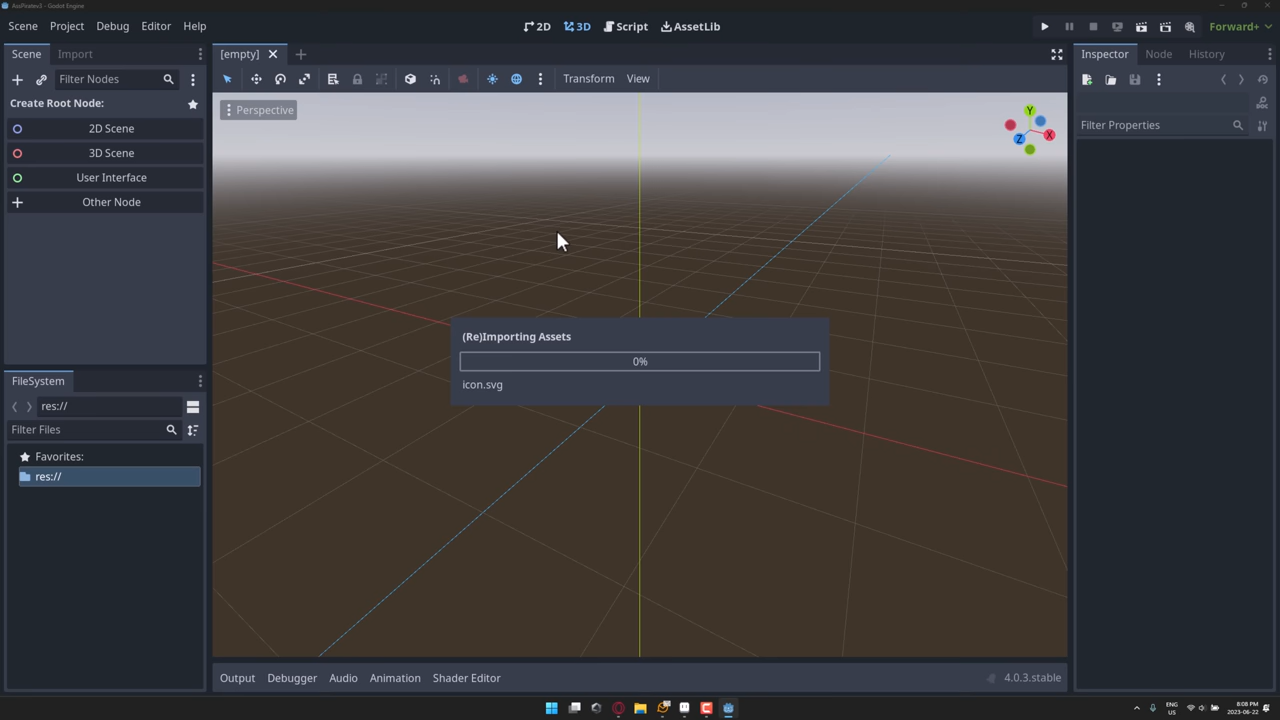 AssPiratev3 - Godot Engine
Scene Project Debug Editor Help
2D 3D Script AssetLib
Forward+
Scene Import
[empty]
Inspector Node History
Filter Nodes
Transform View
Create Root Node:
Perspective
Y
X
Z
DOC
Filter Properties
2D Scene
3D Scene
User Interface
Other Node
(Re)Importing Assets
0%
icon.svg
FileSystem
res://
Filter Files
Favorites:
res://
Output Debugger Audio Animation Shader Editor
4.0.3.stable
ENG
US
8:08 PM
2023-06-22